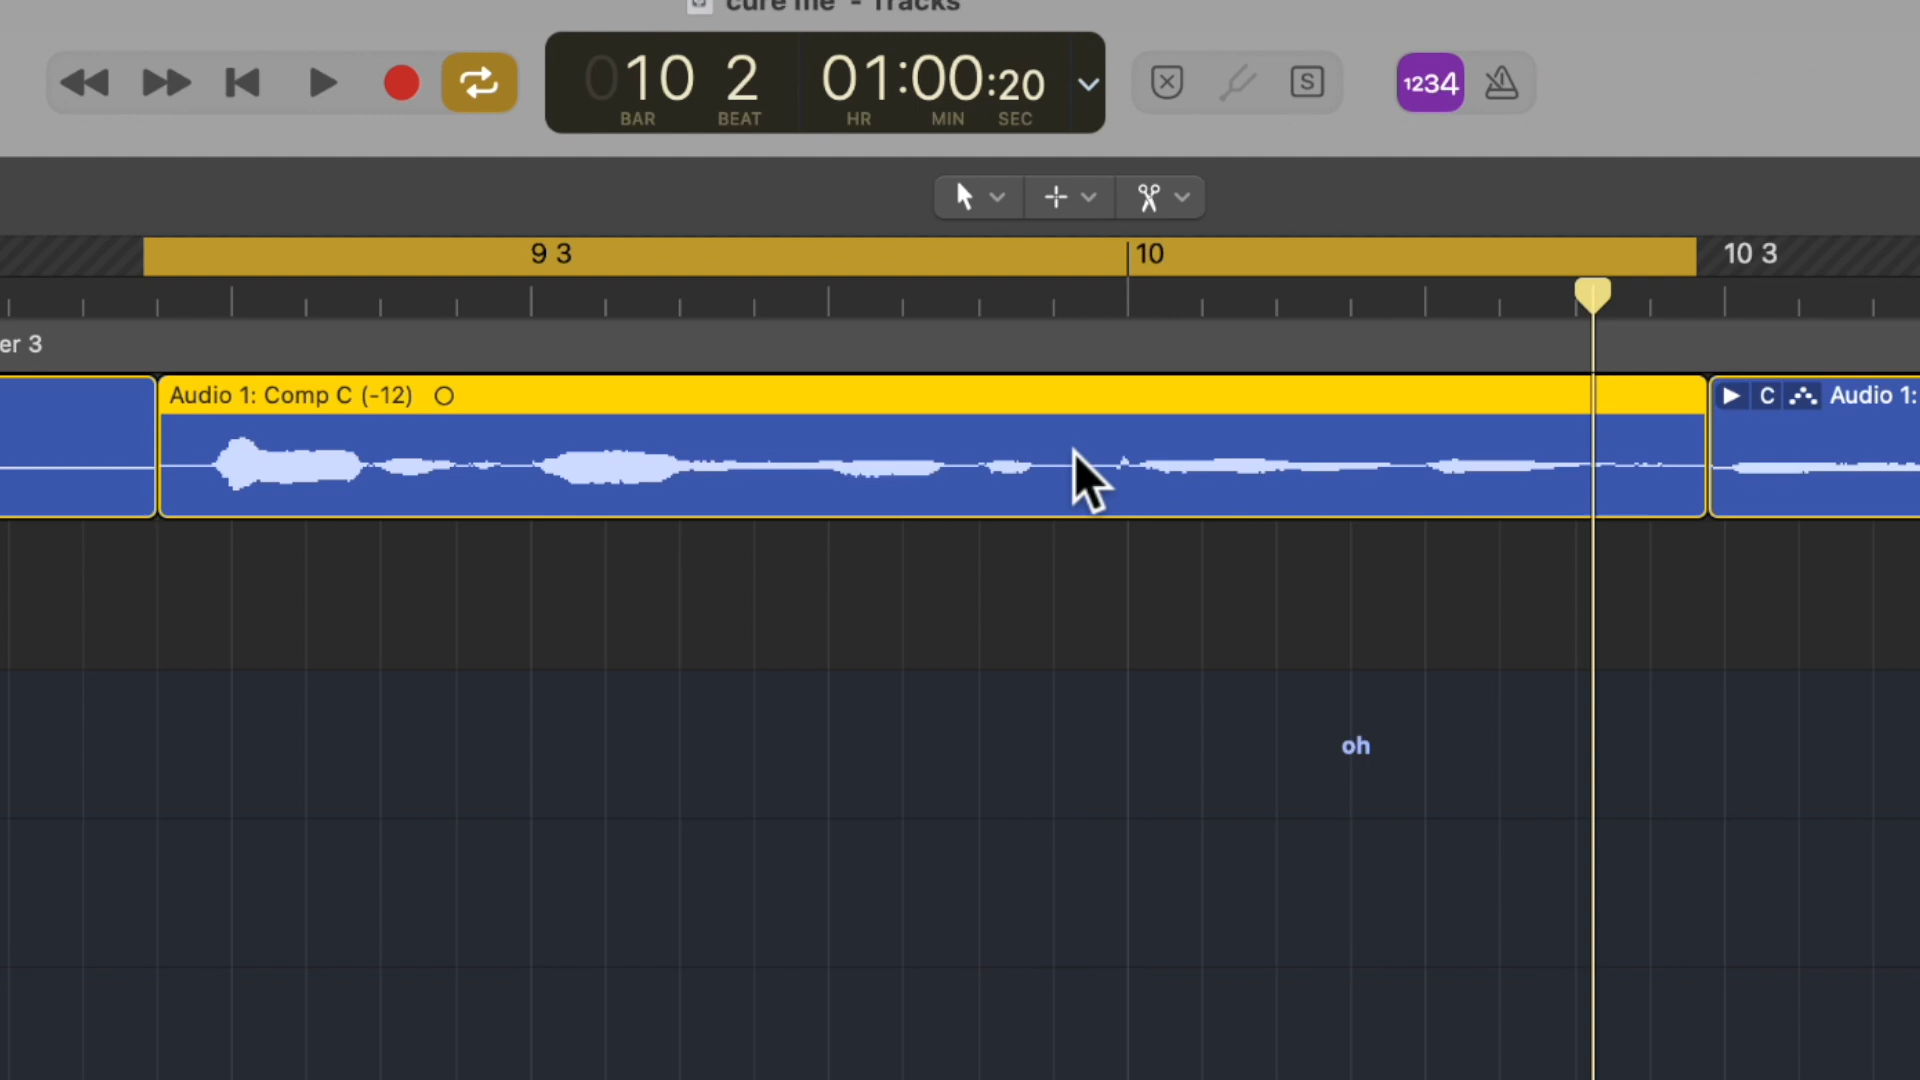 cure me - Tracks
010 2 01:00:20
BAR BEAT HR MIN SEC
S
1234
9 3 10 10 3
er 3
Audio 1: Comp C (-12)
C Audio 1:
oh